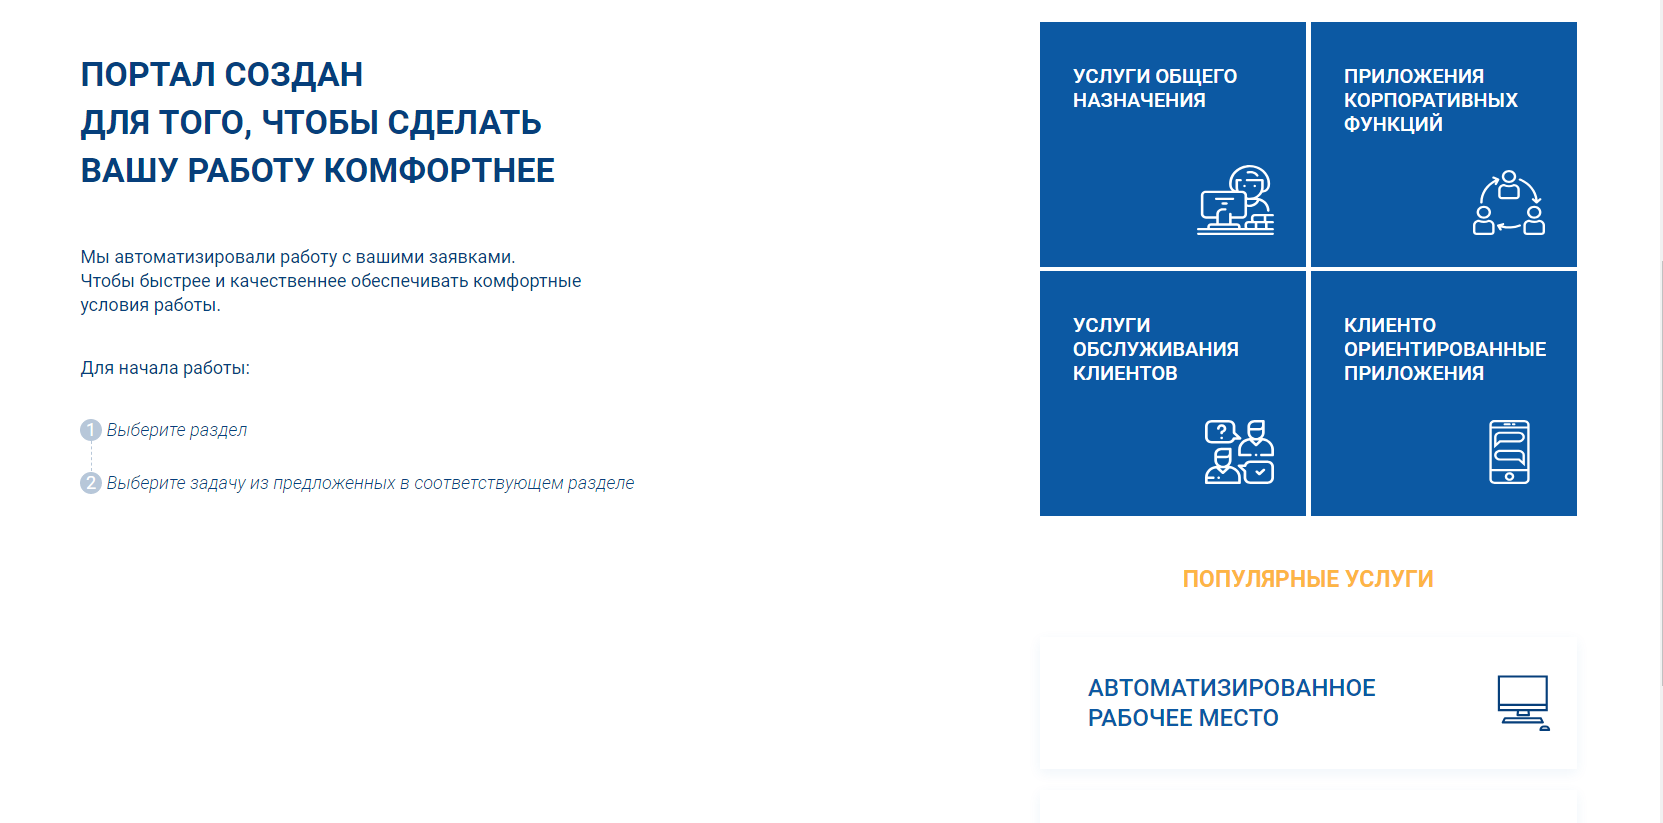 ПОРТАЛ СОЗДАН
ДЛЯ ТОГО, ЧТОБЫ СДЕЛАТЬ
ВАШУ РАБОТУ КОМФОРТНЕЕ
Мы автоматизировали работу с вашими заявками.
Чтобы быстрее и качественнее обеспечивать комфортные
условия работы.
Для начала работы:
1 Выберите раздел
2 Выберите задачу из предложенных в соответствующем разделе
УСЛУГИ ОБЩЕГО
НАЗНАЧЕНИЯ
ПРИЛОЖЕНИЯ
КОРПОРАТИВНЫХ
ФУНКЦИЙ
УСЛУГИ
ОБСЛУЖИВАНИЯ
КЛИЕНТОВ
КЛИЕНТО
ОРИЕНТИРОВАННЫЕ
ПРИЛОЖЕНИЯ
ПОПУЛЯРНЫЕ УСЛУГИ
АВТОМАТИЗИРОВАННОЕ
РАБОЧЕЕ МЕСТО